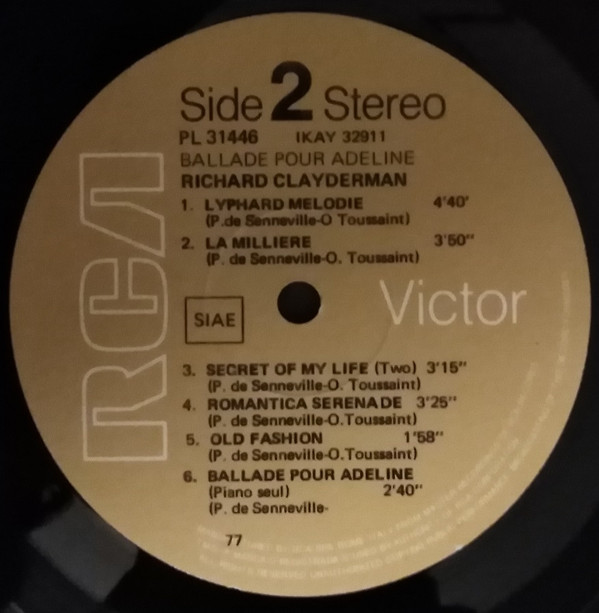 Side 2 Stereo
PL 31446 IKAY 32911
BALLADE POUR ADELINE
RICHARD CLAYDERMAN
1. LYPHARD MELODIE 4'40'
(P.de Senneville-O Toussaint)
2. LA MILLIERE 3'50"
(P. de Senneville-O. Toussaint)
RCA
SIAE
Victor
3. SECRET OF MY LIFE (Two) 3'15"
(P. de Senneville-O. Toussaint)
4. ROMANTICA SERENADE 3'25"
(P. de Senneville-O.Toussaint)
5. OLD FASHION 1'58"
(P. de Senneville-O.Toussaint)
6. BALLADE POUR ADELINE
(Piano seul) 2'40"
(P. de Senneville-
77